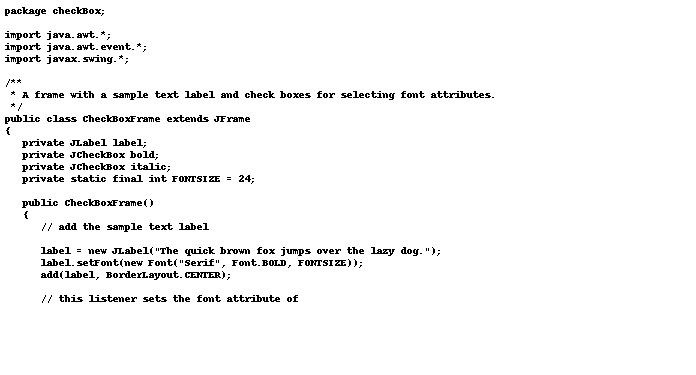 package checkBox;

import java.awt.*;
import java.awt.event.*;
import javax.swing.*;

/**
 * A frame with a sample text label and check boxes for selecting font attributes.
 */
public class CheckBoxFrame extends JFrame
{
   private JLabel label;
   private JCheckBox bold;
   private JCheckBox italic;
   private static final int FONTSIZE = 24;

   public CheckBoxFrame()
   {
      // add the sample text label

      label = new JLabel("The quick brown fox jumps over the lazy dog.");
      label.setFont(new Font("Serif", Font.BOLD, FONTSIZE));
      add(label, BorderLayout.CENTER);

      // this listener sets the font attribute of